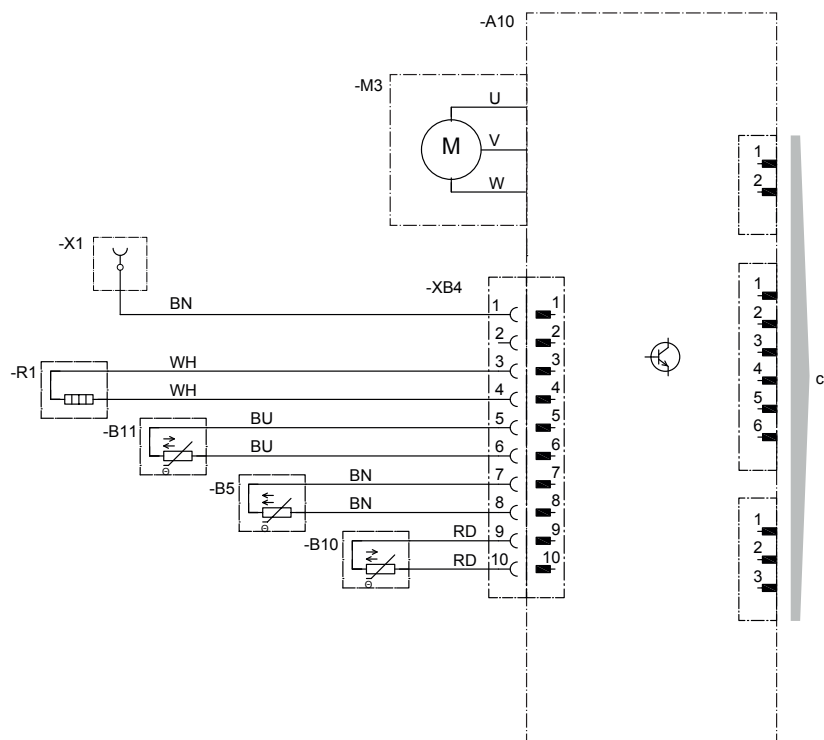 -A10
-M3
U
M
V
W
1
2
-X1
-XB4
BN
1 1
2 2
-R1
WH
3 3
WH
4 4
-B11
BU
5 5
BU
6 6
-B5
BN
7 7
BN
8 8
-B10
RD
9 9
RD
10 10
Θ
Θ
Θ
1
2
3
4
5
6
c
1
2
3